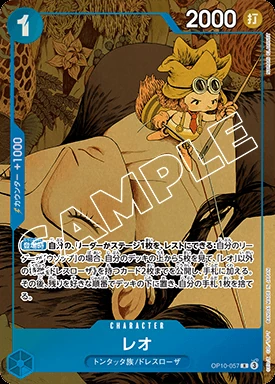 1
2000
打
カウンター +1000
SAMPLE
登場時 自分の、リーダーかステージ1枚を、レストにできる:自分のリー
ダーが「ウソップ」の場合、自分のデッキの上から5枚を見て、「レオ」以外
の特徴《ドレスローザ》を持つカード2枚までを公開し、手札に加える。
その後、残りを好きな順番でデッキの下に置き、自分の手札1枚を捨て
る。
CHARACTER
レオ
トンタッタ族/ドレスローザ
OP10-057 R 3